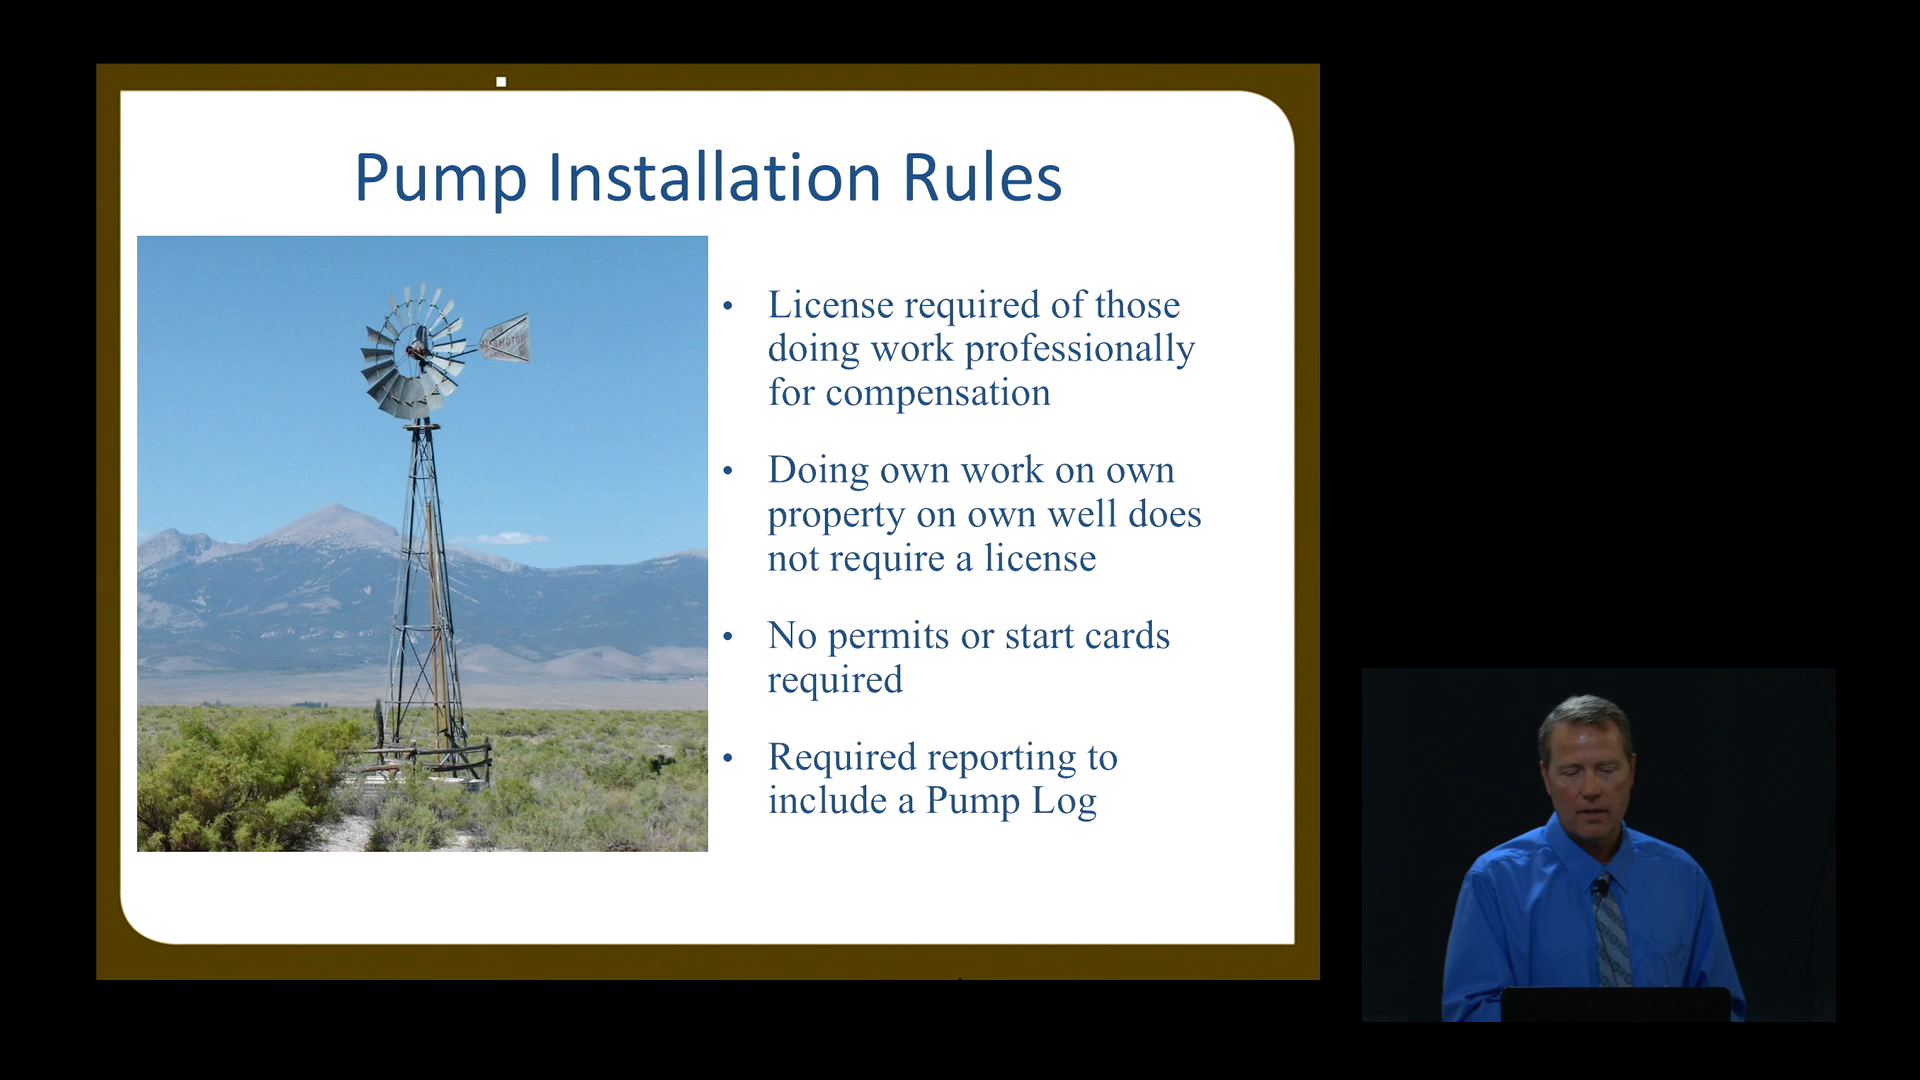 Pump Installation Rules
• License required of those
doing work professionally
for compensation
• Doing own work on own
property on own well does
not require a license
• No permits or start cards
required
• Required reporting to
include a Pump Log